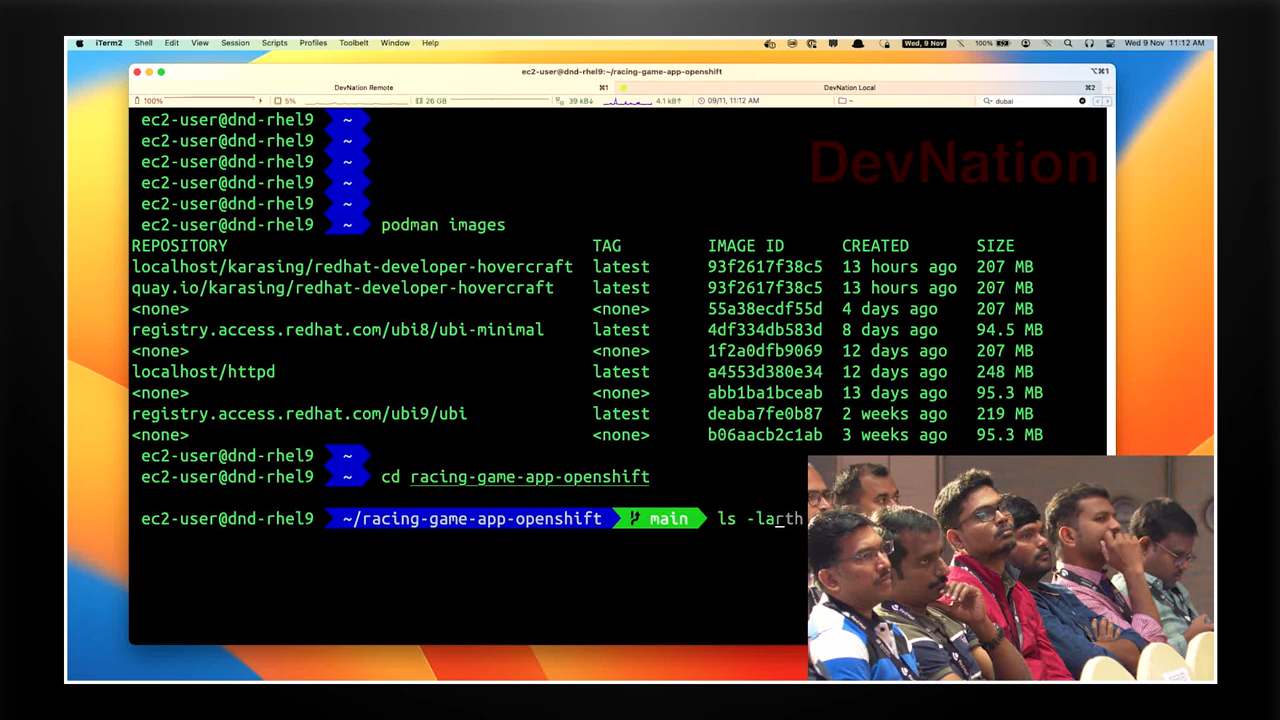 iTerm2 Shell Edit View Session Scripts Profiles Toolbelt Window Help Wed, 9 Nov 100% Wed 9 Nov 11:12 AM
ec2-user@dnd-rhel9:~/racing-game-app-openshift ⌥⌘1
DevNation Remote ⌘1 DevNation Local ⌘2
100% 5% 26 GB 39 kB↓ 4.1 kB↑ 09/11, 11:12 AM ~ dubai
DevNation
ec2-user@dnd-rhel9 ~
ec2-user@dnd-rhel9 ~
ec2-user@dnd-rhel9 ~
ec2-user@dnd-rhel9 ~
ec2-user@dnd-rhel9 ~
ec2-user@dnd-rhel9 ~ podman images
REPOSITORY TAG IMAGE ID CREATED SIZE
localhost/karasing/redhat-developer-hovercraft latest 93f2617f38c5 13 hours ago 207 MB
quay.io/karasing/redhat-developer-hovercraft latest 93f2617f38c5 13 hours ago 207 MB
<none> <none> 55a38ecdf55d 4 days ago 207 MB
registry.access.redhat.com/ubi8/ubi-minimal latest 4df334db583d 8 days ago 94.5 MB
<none> <none> 1f2a0dfb9069 12 days ago 207 MB
localhost/httpd latest a4553d380e34 12 days ago 248 MB
<none> <none> abb1ba1bceab 13 days ago 95.3 MB
registry.access.redhat.com/ubi9/ubi latest deaba7fe0b87 2 weeks ago 219 MB
<none> <none> b06aacb2c1ab 3 weeks ago 95.3 MB
ec2-user@dnd-rhel9 ~
ec2-user@dnd-rhel9 ~ cd racing-game-app-openshift
ec2-user@dnd-rhel9 ~/racing-game-app-openshift main ls -larth